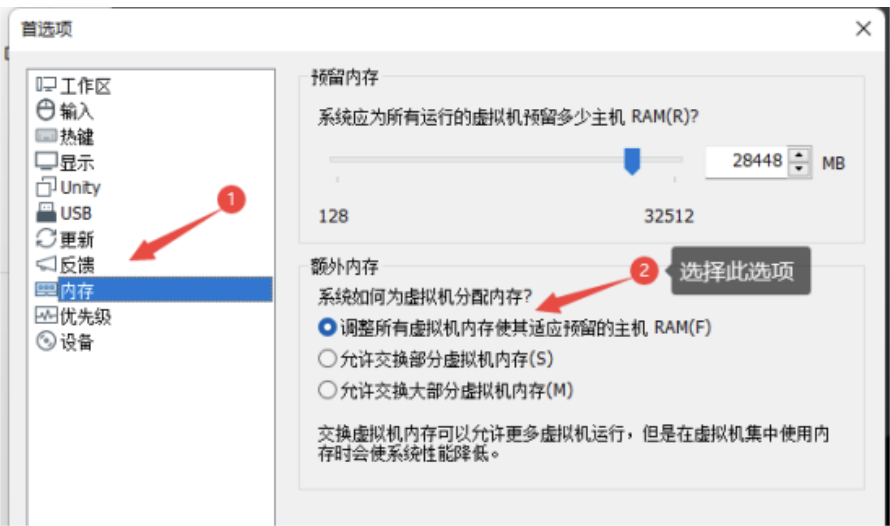 首选项
工作区
输入
热键
显示
Unity
USB
更新
反馈
内存
优先级
设备
1
预留内存
系统应为所有运行的虚拟机预留多少主机 RAM(R)?
28448 MB
128 32512
额外内存
2 选择此选项
系统如何为虚拟机分配内存?
调整所有虚拟机内存使其适应预留的主机 RAM(F)
允许交换部分虚拟机内存(S)
允许交换大部分虚拟机内存(M)
交换虚拟机内存可以允许更多虚拟机运行，但是在虚拟机集中使用内
存时会使系统性能降低。